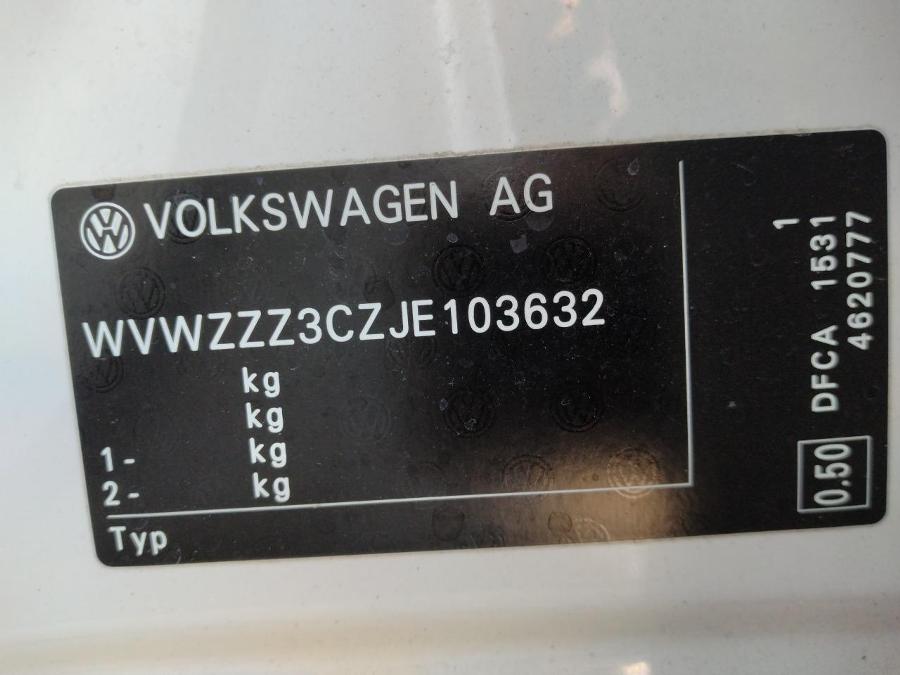 VOLKSWAGEN AG
WVWZZZ3CZJE103632
kg
kg
1- kg
2- kg
Typ
1
DFCA 1531
4620777
0.50